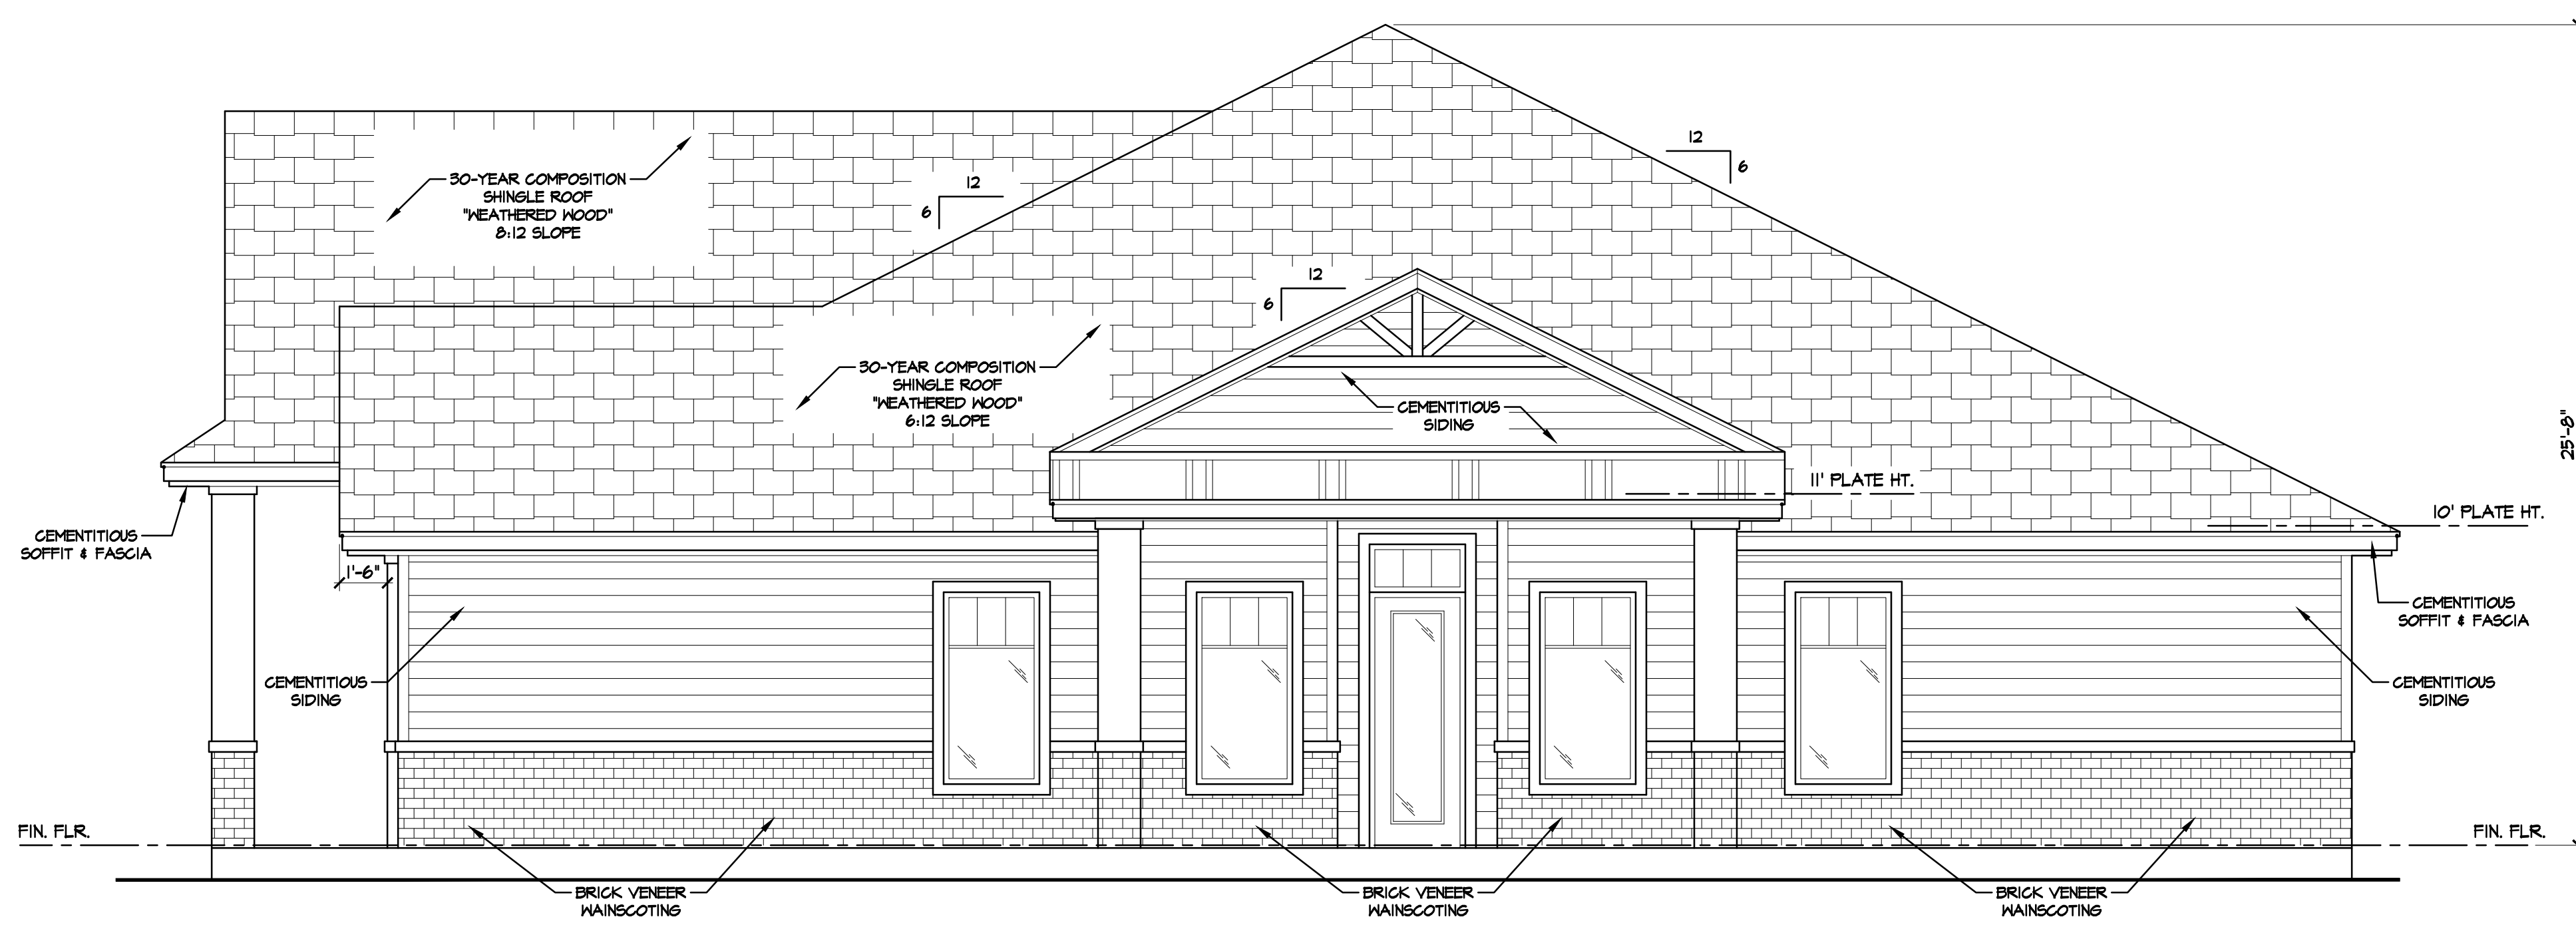 12
6
30-YEAR COMPOSITION
SHINGLE ROOF
"WEATHERED WOOD"
8:12 SLOPE
12
6
12
6
30-YEAR COMPOSITION
SHINGLE ROOF
"WEATHERED WOOD"
6:12 SLOPE
CEMENTITIOUS
SIDING
25'-8"
11' PLATE HT.
10' PLATE HT.
CEMENTITIOUS
SOFFIT & FASCIA
1'-6"
CEMENTITIOUS
SOFFIT & FASCIA
CEMENTITIOUS
SIDING
CEMENTITIOUS
SIDING
FIN. FLR.
FIN. FLR.
BRICK VENEER
WAINSCOTING
BRICK VENEER
WAINSCOTING
BRICK VENEER
WAINSCOTING